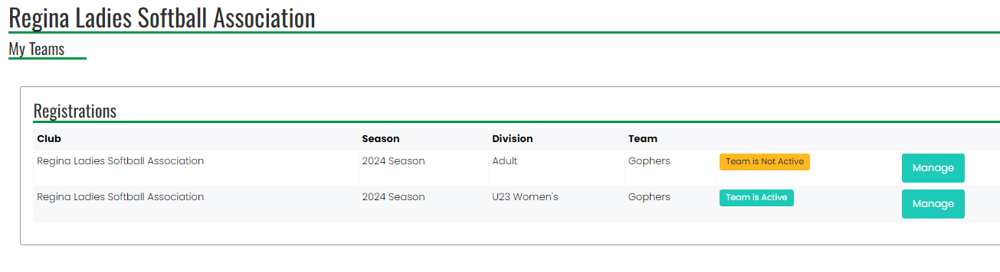 Regina Ladies Softball Association
My Teams
Registrations
Club Season Division Team
Regina Ladies Softball Association 2024 Season Adult Gophers Team is Not Active Manage
Regina Ladies Softball Association 2024 Season U23 Women's Gophers Team is Active Manage